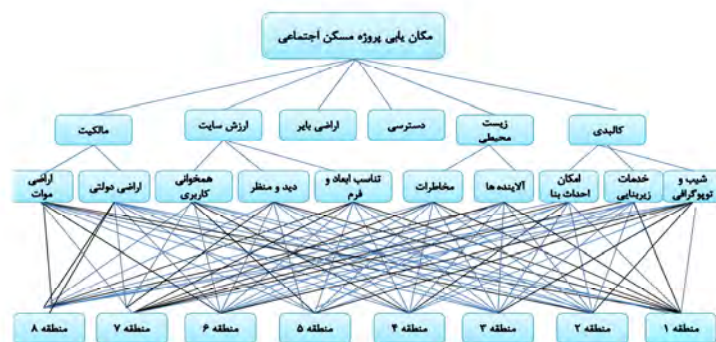 مکان یابی پروژه مسکن اجتماعی
کالبدی
زیست
محیطی
دسترسی
اراضی بایر
ارزش سایت
مالکیت
شیب و
توپوگرافی
خدمات
زیربنایی
امکان
احداث بنا
آلاینده ها
مخاطرات
تناسب ابعاد و
فرم
دید و منظر
همخوانی
کاربری
اراضی دولتی
اراضی
موات
منطقه ۱
منطقه ۲
منطقه ۳
منطقه ۴
منطقه ۵
منطقه ۶
منطقه ۷
منطقه ۸